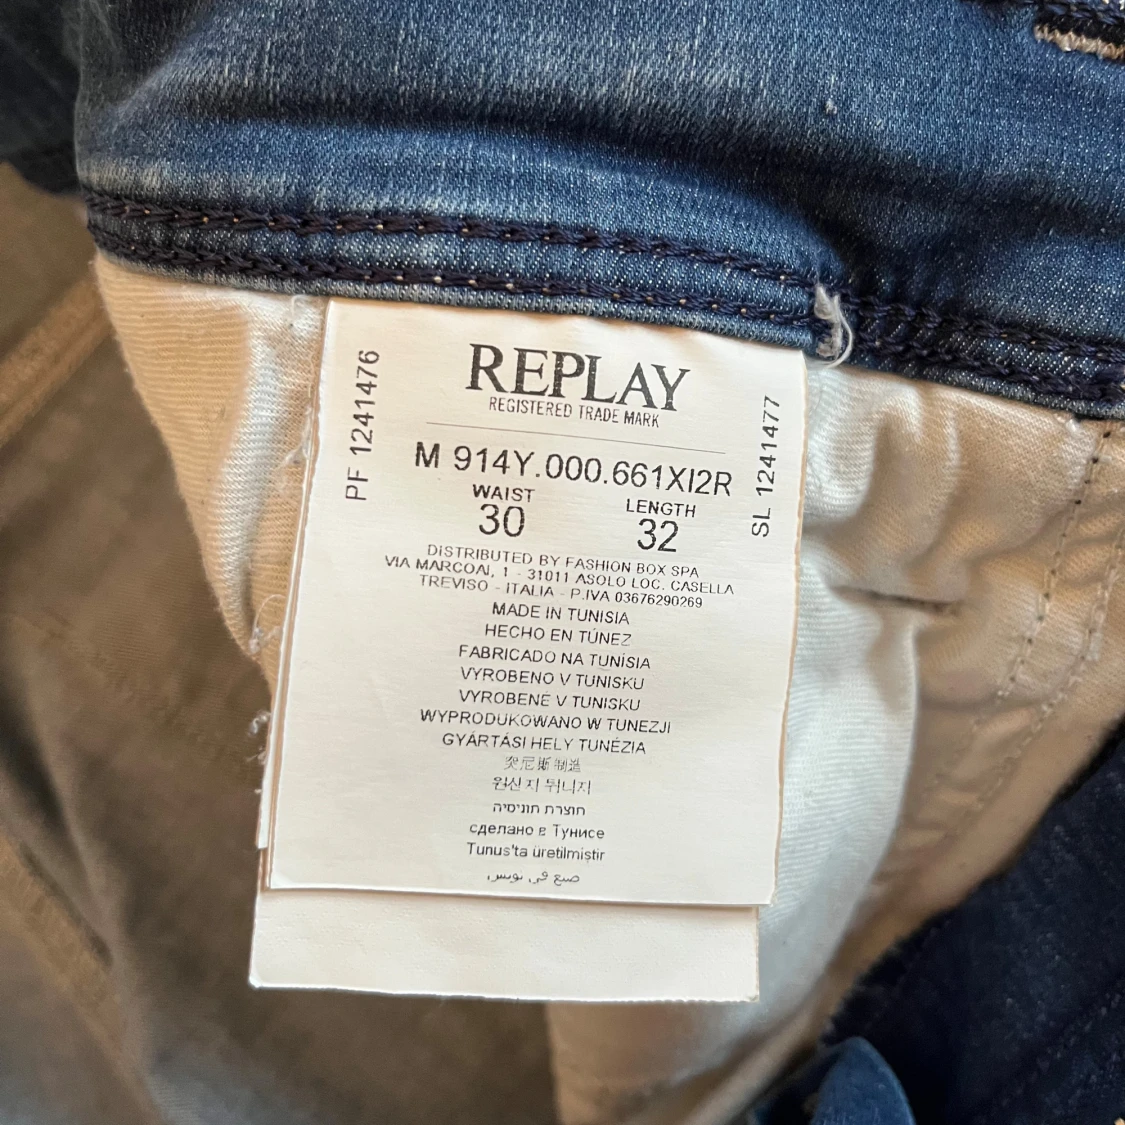 REPLAY
REGISTERED TRADE MARK
PF 1241476
SL 1241477
M 914Y.000.661XI2R
WAIST
30
LENGTH
32
DISTRIBUTED BY FASHION BOX SPA
VIA MARCONI, 1 - 31011 ASOLO LOC. CASELLA
TREVISO - ITALIA - P.IVA 03676290269
MADE IN TUNISIA
HECHO EN TÚNEZ
FABRICADO NA TUNÍSIA
VYROBENO V TUNISKU
VYROBENÉ V TUNISKU
WYPRODUKOWANO W TUNEZJI
GYÁRTÁSI HELY TUNÉZIA
突尼斯制造
원산지 튀니지
תוצרת תוניסיה
сделано в Тунисе
Tunus'ta üretilmiştir
صنع في تونس